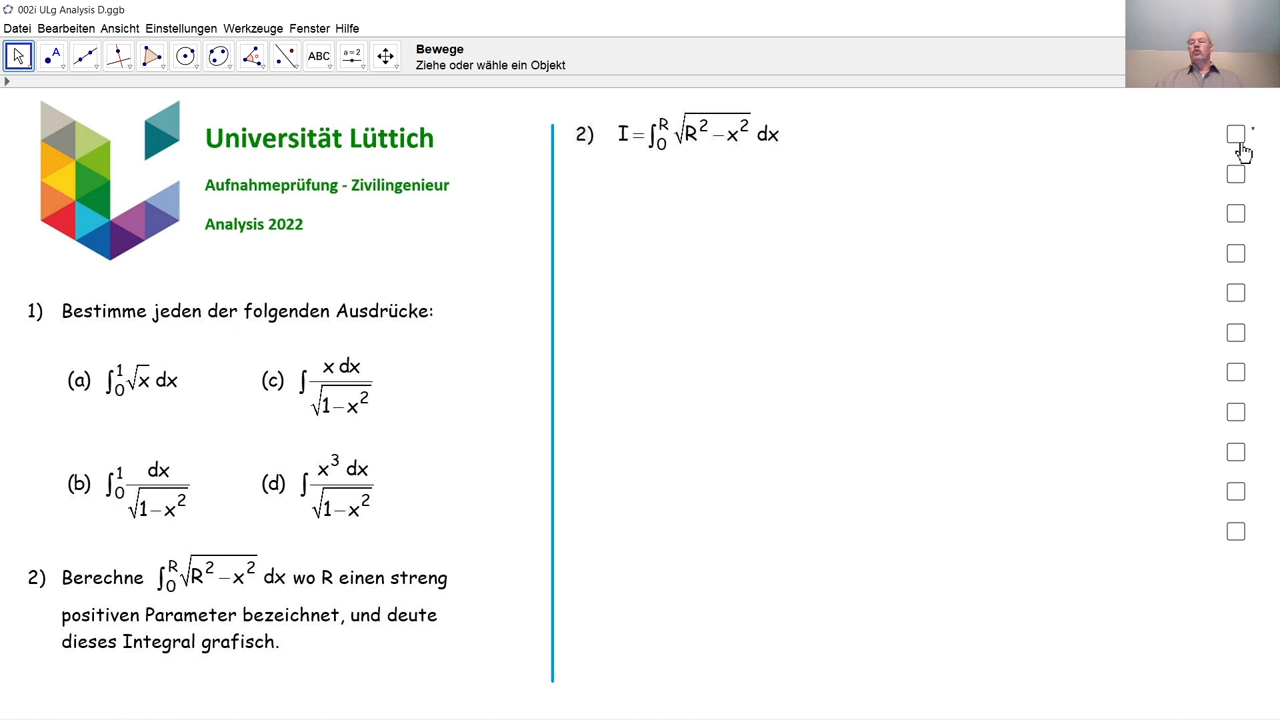 002i ULg Analysis D.ggb
Datei Bearbeiten Ansicht Einstellungen Werkzeuge Fenster Hilfe
A
ABC
a=2
Bewege
Ziehe oder wähle ein Objekt
Universität Lüttich
Aufnahmeprüfung - Zivilingenieur
Analysis 2022
1) Bestimme jeden der folgenden Ausdrücke:
(a) ∫₀¹ √x dx
(c) ∫ x dx / √(1−x²)
(b) ∫₀¹ dx / √(1−x²)
(d) ∫ x³ dx / √(1−x²)
2) Berechne ∫₀ᴿ √(R²−x²) dx wo R einen streng
positiven Parameter bezeichnet, und deute
dieses Integral grafisch.
2) I=∫₀ᴿ √(R²−x²) dx